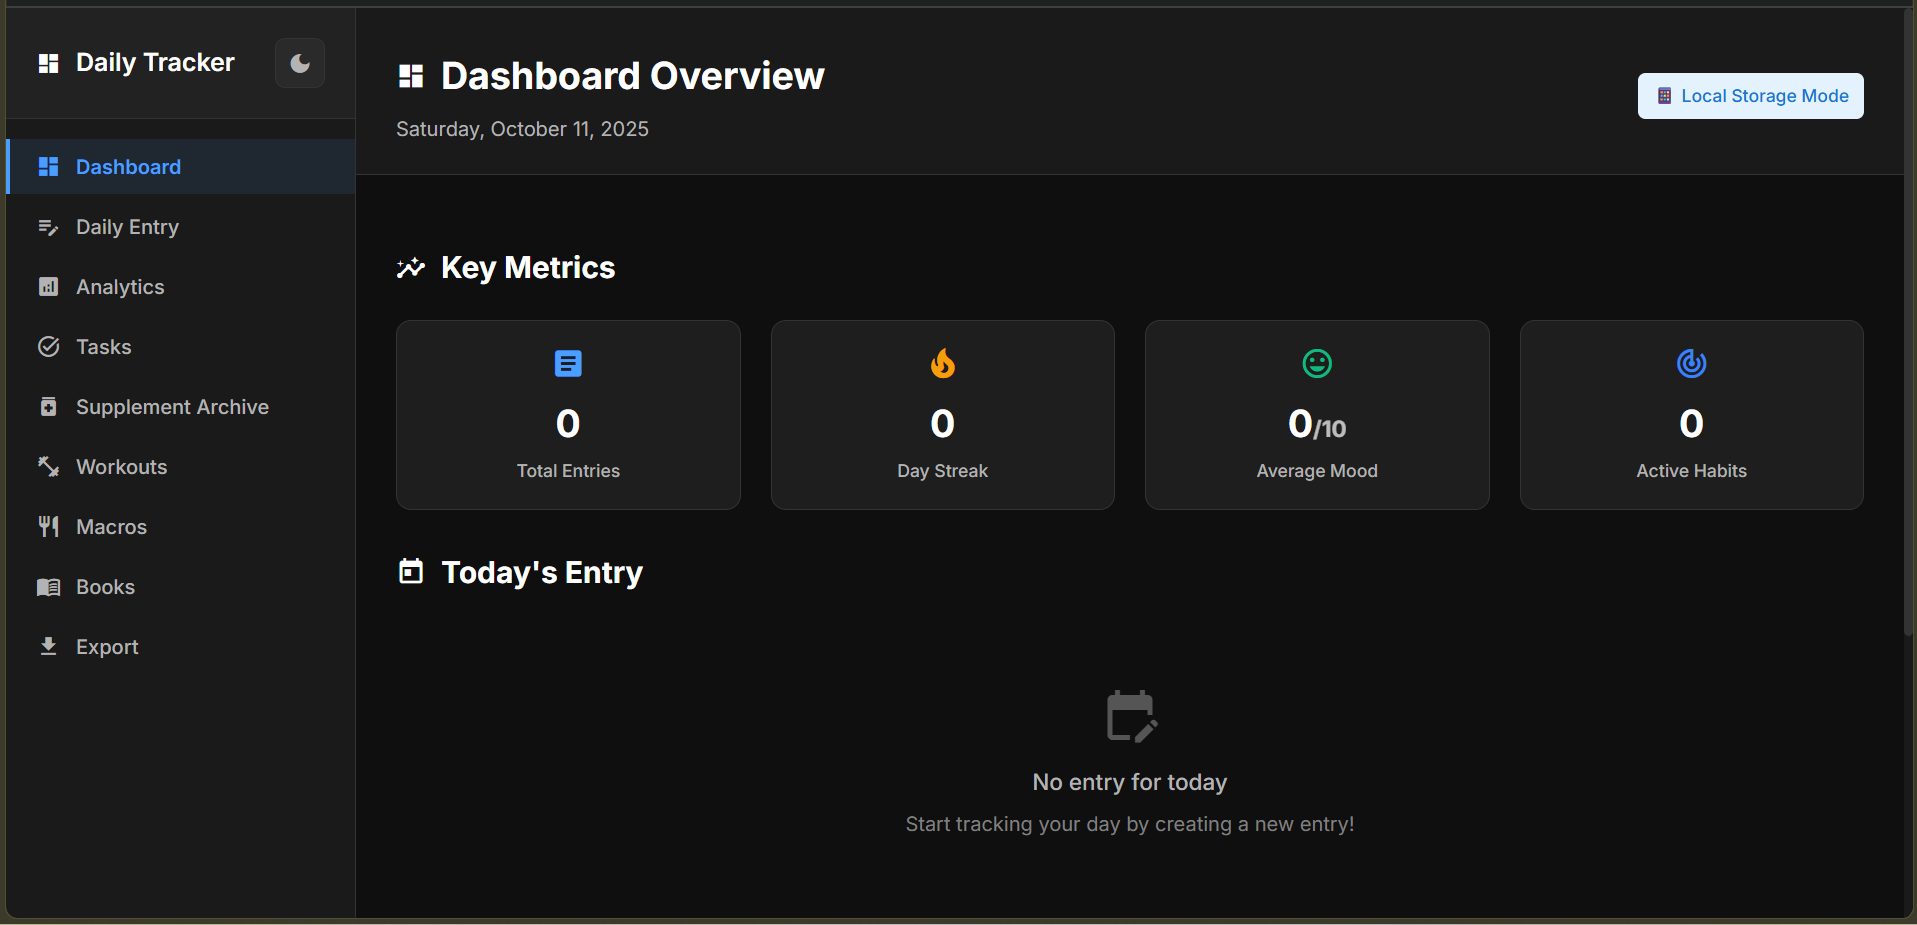 Daily Tracker
Dashboard
Daily Entry
Analytics
Tasks
Supplement Archive
Workouts
Macros
Books
Export
Dashboard Overview
Saturday, October 11, 2025
Local Storage Mode
Key Metrics
0
Total Entries
0
Day Streak
0/10
Average Mood
0
Active Habits
Today's Entry
No entry for today
Start tracking your day by creating a new entry!